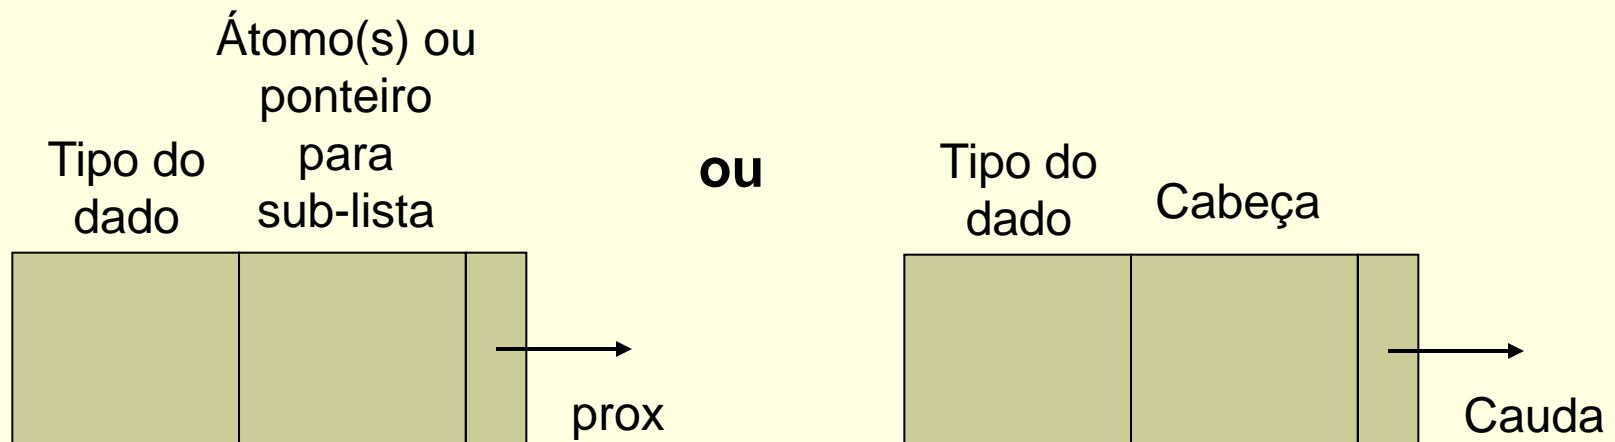 Átomo(s) ou
ponteiro
para
sub-lista
Tipo do
dado
prox
ou
Tipo do
dado
Cabeça
Cauda